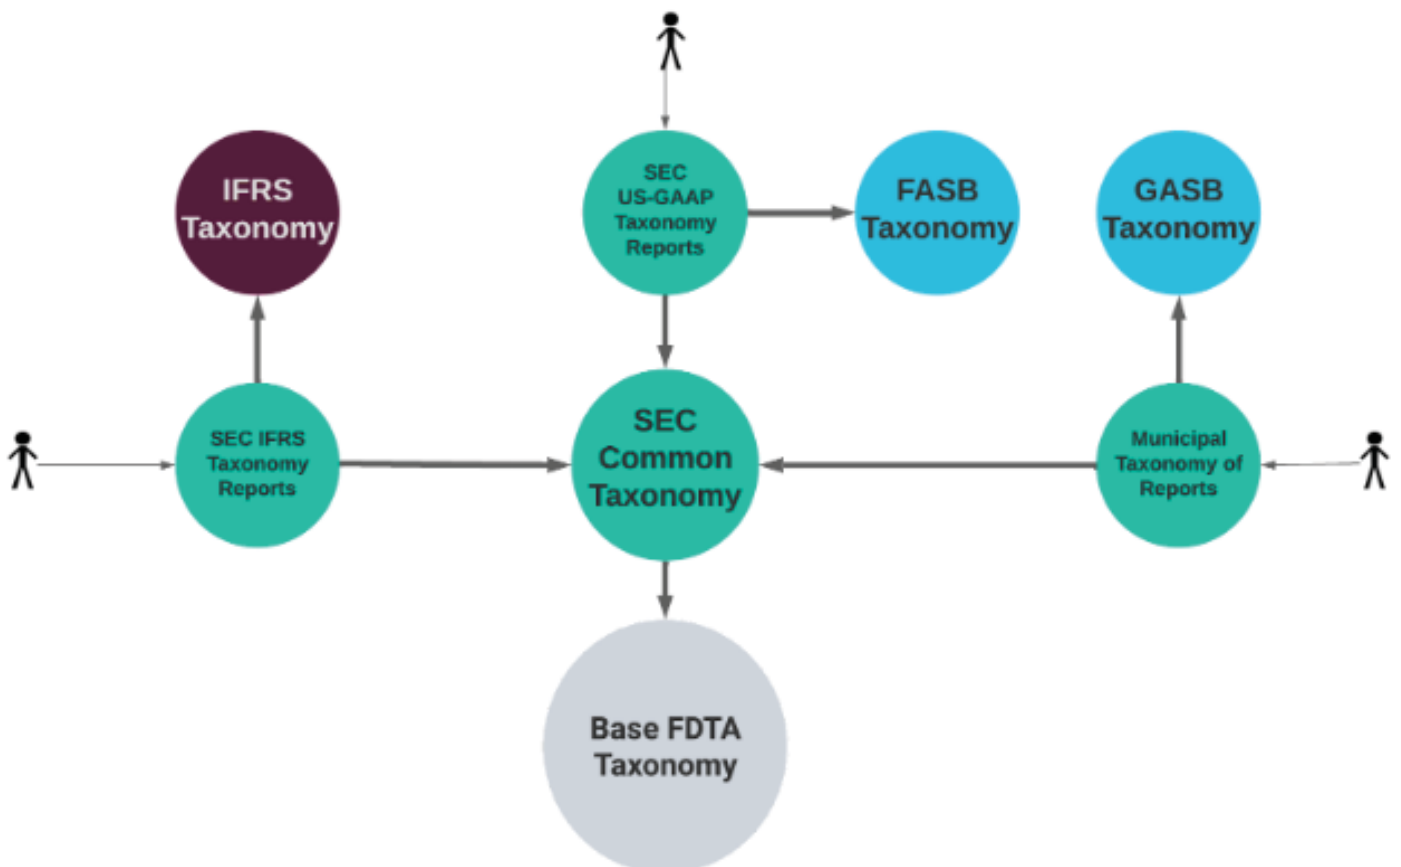 IFRS
Taxonomy
SEC
US-GAAP
Taxonomy
Reports
FASB
Taxonomy
GASB
Taxonomy
SEC IFRS
Taxonomy
Reports
SEC
Common
Taxonomy
Municipal
Taxonomy of
Reports
Base FDTA
Taxonomy